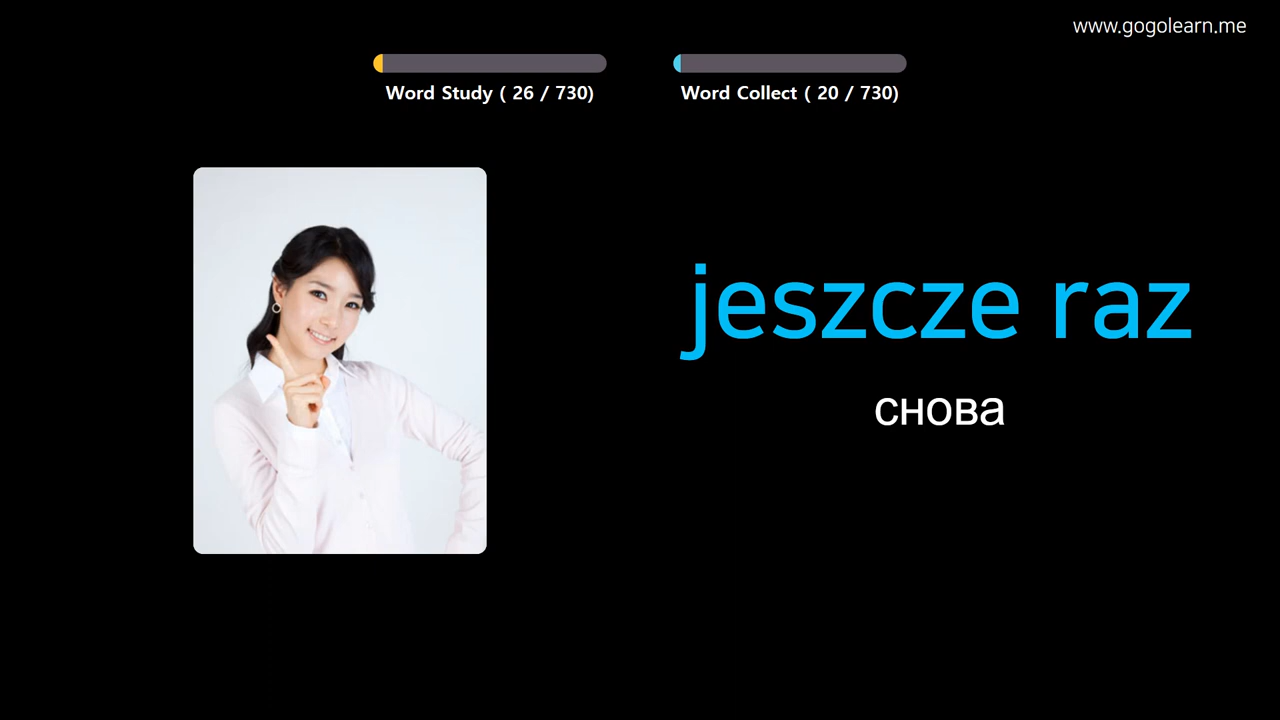 www.gogolearn.me
Word Study ( 26 / 730)
Word Collect ( 20 / 730)
jeszcze raz
снова